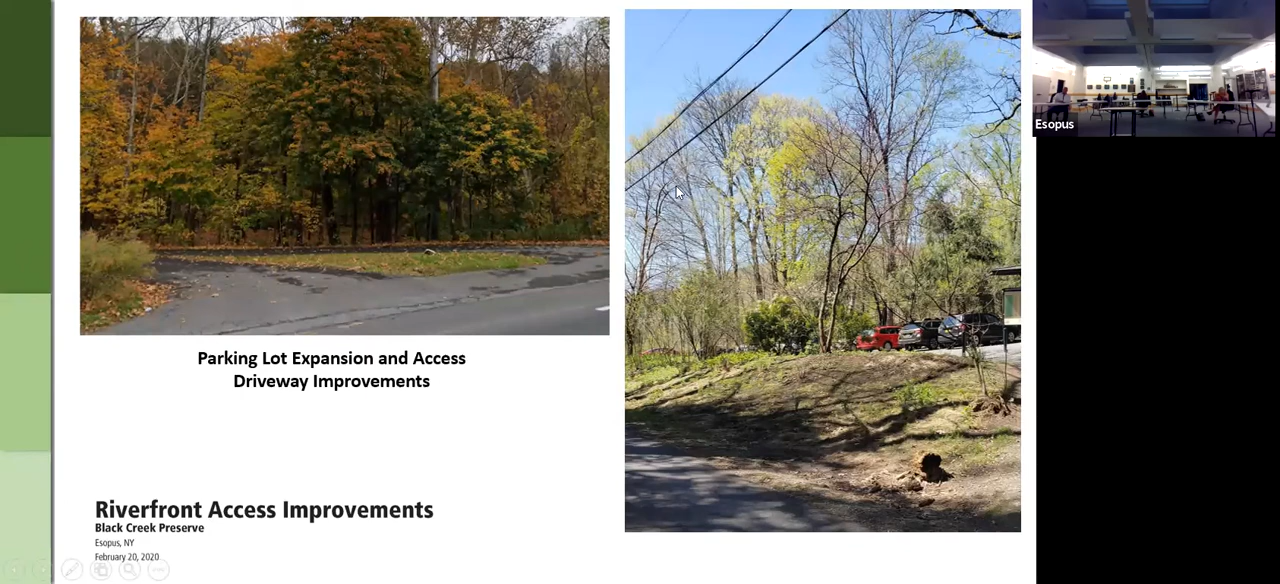 Esopus
Parking Lot Expansion and Access
Driveway Improvements
Riverfront Access Improvements
Black Creek Preserve
Esopus, NY
February 20, 2020